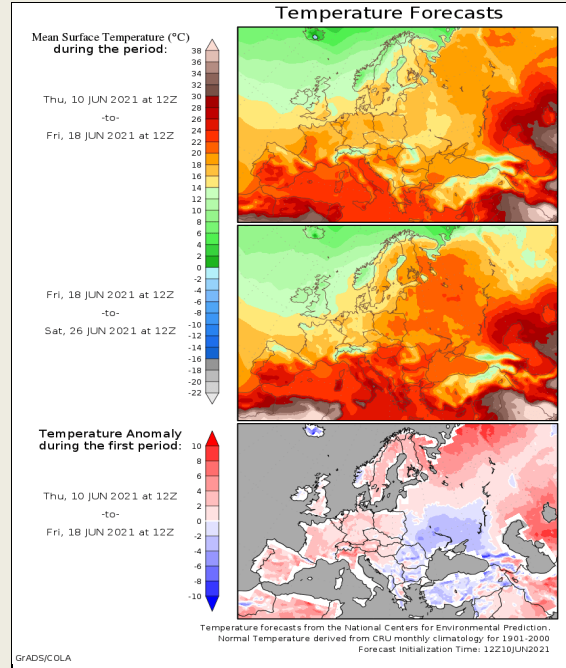 Temperature Forecasts
Mean Surface Temperature (°C)
during the period:
Thu, 10 JUN 2021 at 12Z
-to-
Fri, 18 JUN 2021 at 12Z
38
36
34
32
30
28
26
24
22
20
18
16
14
12
10
8
6
4
2
0
-2
-4
-6
-8
-10
-12
-14
-16
-18
-20
-22
Fri, 18 JUN 2021 at 12Z
-to-
Sat, 26 JUN 2021 at 12Z
Temperature Anomaly
during the first period:
Thu, 10 JUN 2021 at 12Z
-to-
Fri, 18 JUN 2021 at 12Z
10
8
6
4
2
0
-2
-4
-6
-8
-10
Temperature forecasts from the National Centers for Environmental Prediction.
Normal Temperature derived from CRU monthly climatology for 1901-2000
Forecast Initialization Time: 12Z10JUN2021
GrADS/COLA